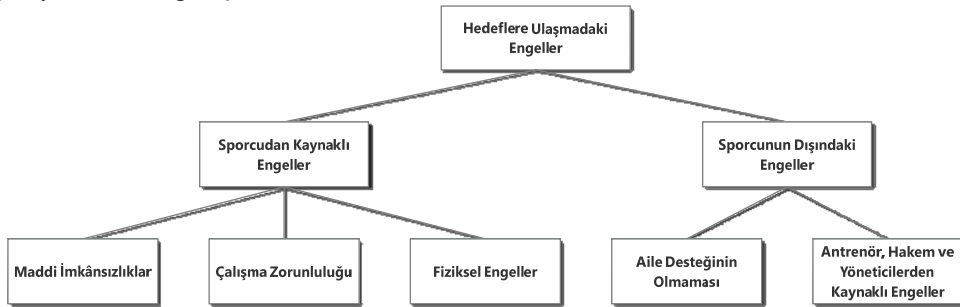 Hedeflere Ulaşmadaki
Engeller
Sporcudan Kaynaklı
Engeller
Sporcunun Dışındaki
Engeller
Maddi İmkânsızlıklar
Çalışma Zorunluluğu
Fiziksel Engeller
Aile Desteğinin
Olmaması
Antrenör, Hakem ve
Yöneticilerden
Kaynaklı Engeller